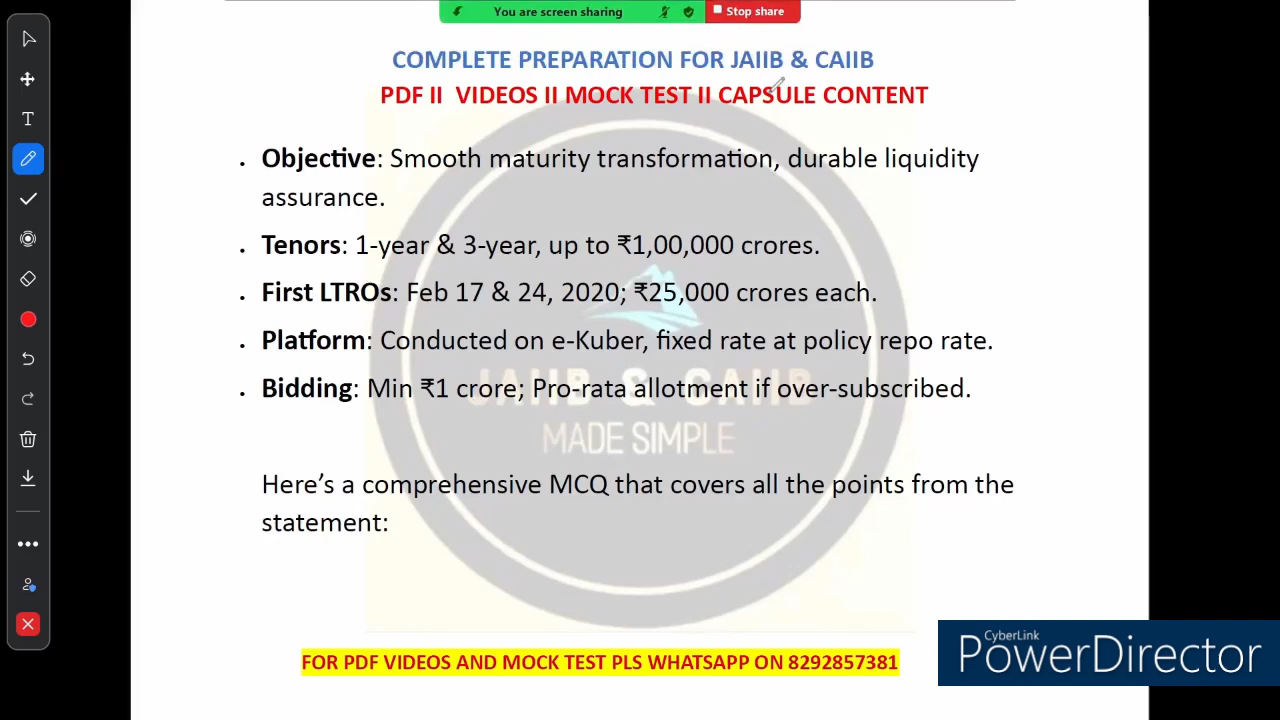 You are screen sharing
Stop share
COMPLETE PREPARATION FOR JAIIB & CAIIB
PDF II VIDEOS II MOCK TEST II CAPSULE CONTENT
• Objective: Smooth maturity transformation, durable liquidity
assurance.
• Tenors: 1-year & 3-year, up to ₹1,00,000 crores.
• First LTROs: Feb 17 & 24, 2020; ₹25,000 crores each.
• Platform: Conducted on e-Kuber, fixed rate at policy repo rate.
• Bidding: Min ₹1 crore; Pro-rata allotment if over-subscribed.
JAIIB & CAIIB
MADE SIMPLE
Here’s a comprehensive MCQ that covers all the points from the
statement:
FOR PDF VIDEOS AND MOCK TEST PLS WHATSAPP ON 8292857381
CyberLink
PowerDirector
T